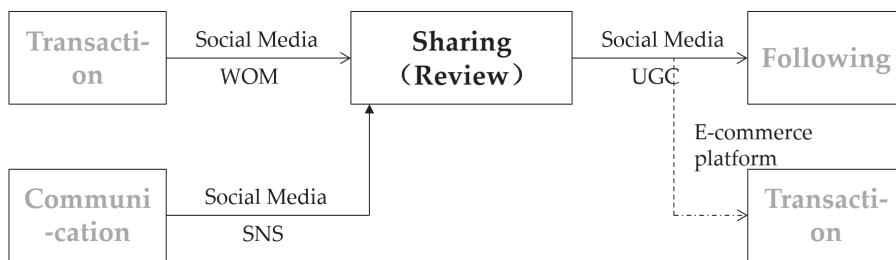 Transacti-
on
Social Media
WOM
Sharing
(Review)
Social Media
UGC
Following
E-commerce
platform
Communi
-cation
Social Media
SNS
Transacti-
on